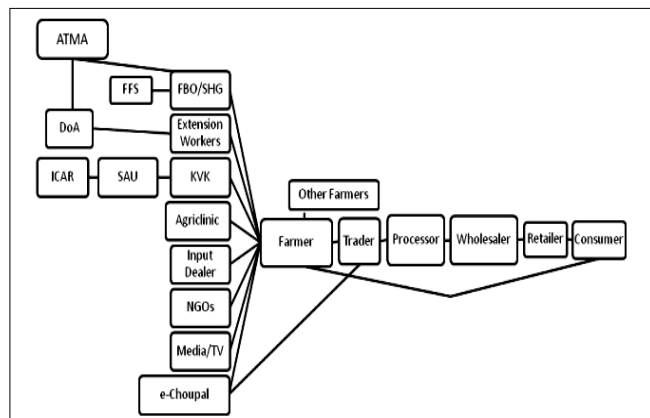 ATMA
FFS
FBO/SHG
DoA
Extension
Workers
ICAR
SAU
KVK
Other Farmers
Agriclinic
Farmer
Trader
Processor
Wholesaler
Retailer
Consumer
Input
Dealer
NGOs
Media/TV
e-Choupal